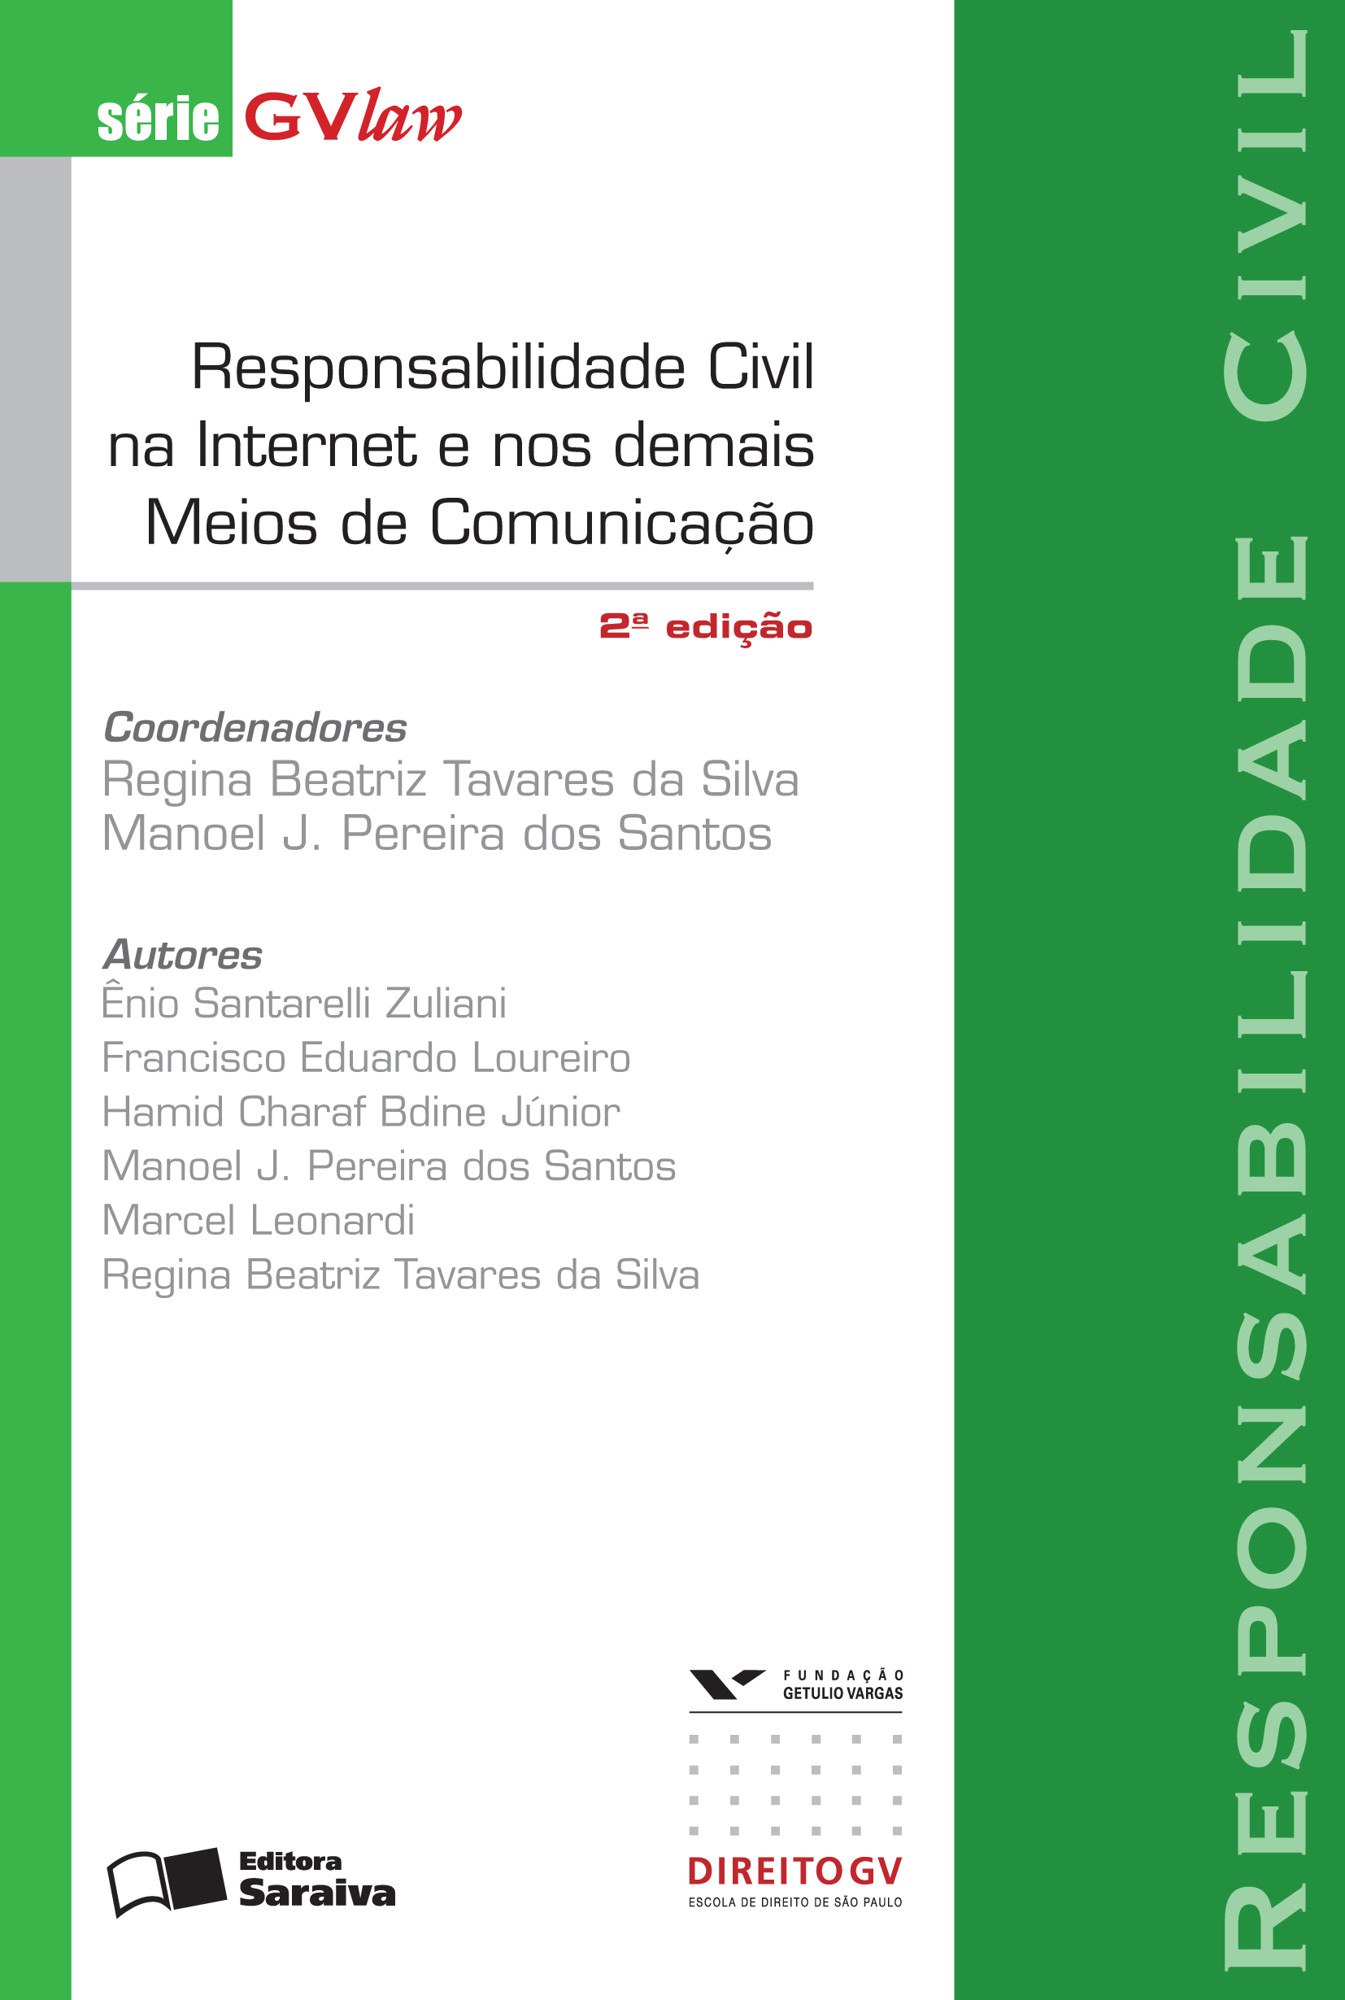 série GVlaw
Responsabilidade Civil
na Internet e nos demais
Meios de Comunicação
2ª edição
Coordenadores
Regina Beatriz Tavares da Silva
Manoel J. Pereira dos Santos
Autores
Ênio Santarelli Zuliani
Francisco Eduardo Loureiro
Hamid Charaf Bdine Júnior
Manoel J. Pereira dos Santos
Marcel Leonardi
Regina Beatriz Tavares da Silva
FUNDAÇÃO
GETULIO VARGAS
DIREITO GV
ESCOLA DE DIREITO DE SÃO PAULO
Editora
Saraiva
RESPONSABILIDADE CIVIL